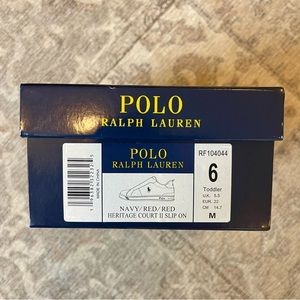 POLO
RALPH LAUREN
POLO
RALPH LAUREN
NAVY/RED/RED
HERITAGE COURT II SLIP ON
RF104044
6
Toddler
U.K. 5.5
EUR. 22
CM 14.7
M